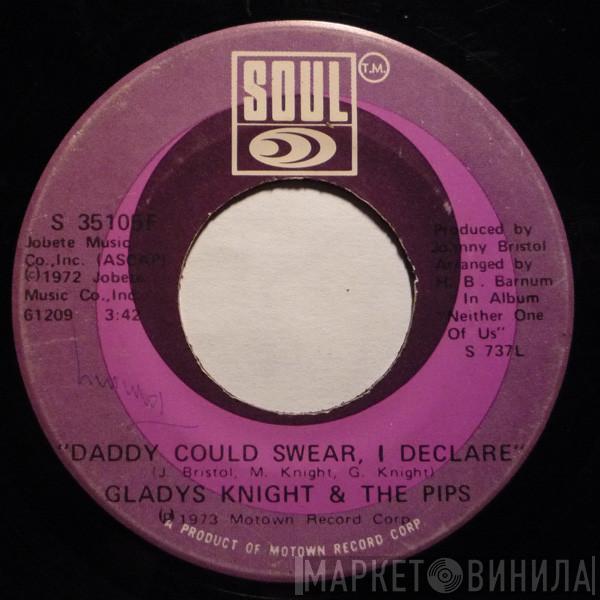 SOUL
T.M.
S 35105F
Jobete Music
Co., Inc. (ASCAP)
(c)1972 Jobete
Music Co., Inc.
61209 3:42
Produced by
Johnny Bristol
Arranged by
H. B. Barnum
In Album
"Neither One
Of Us"
S 737L
"DADDY COULD SWEAR, I DECLARE"
(J. Bristol, M. Knight, G. Knight)
GLADYS KNIGHT & THE PIPS
(p)1973 Motown Record Corp.
A PRODUCT OF MOTOWN RECORD CORP.
МАРКЕТ ВИНИЛА